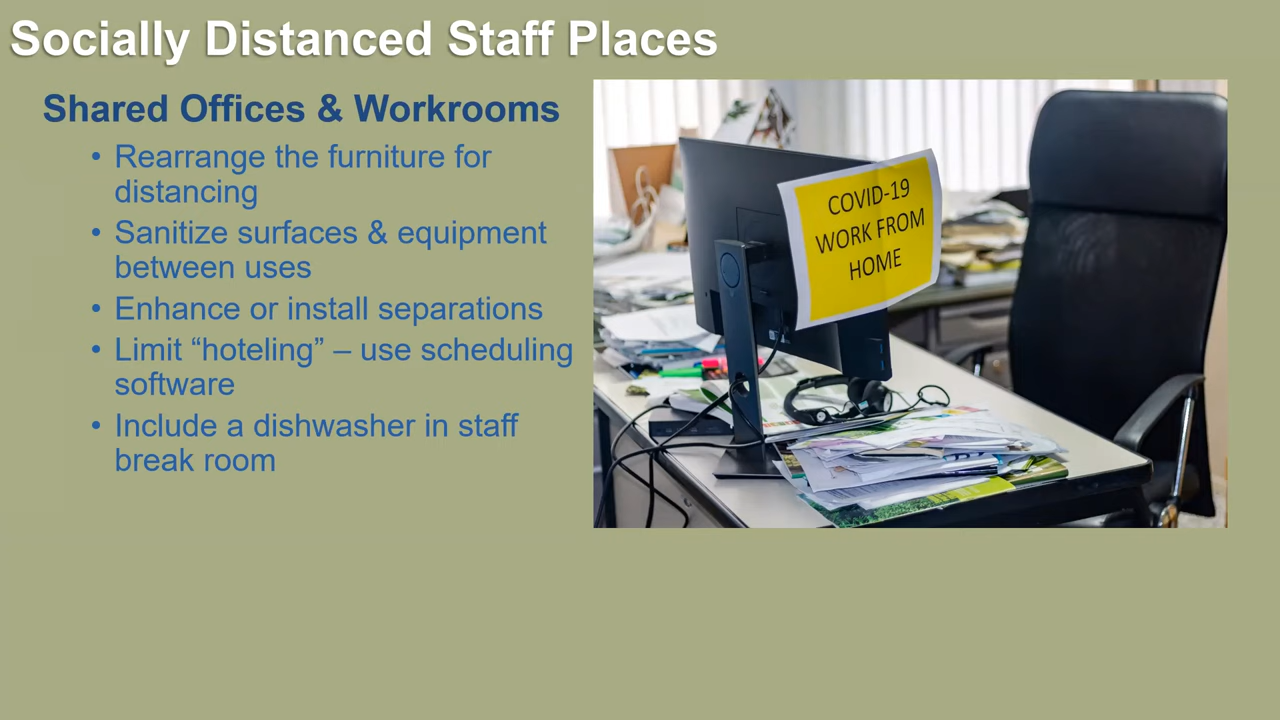 Socially Distanced Staff Places
Shared Offices & Workrooms
• Rearrange the furniture for
distancing
• Sanitize surfaces & equipment
between uses
• Enhance or install separations
• Limit “hoteling” – use scheduling
software
• Include a dishwasher in staff
break room
COVID-19
WORK FROM
HOME